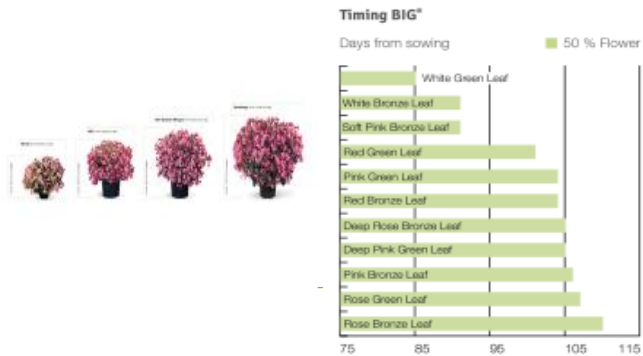 Timing BIG®
Days from sowing
50 % Flower
White Green Leaf
White Bronze Leaf
Soft Pink Bronze Leaf
Red Green Leaf
Pink Green Leaf
Red Bronze Leaf
Deep Rose Bronze Leaf
Deep Pink Green Leaf
Pink Bronze Leaf
Rose Green Leaf
Rose Bronze Leaf
75 85 95 105 115